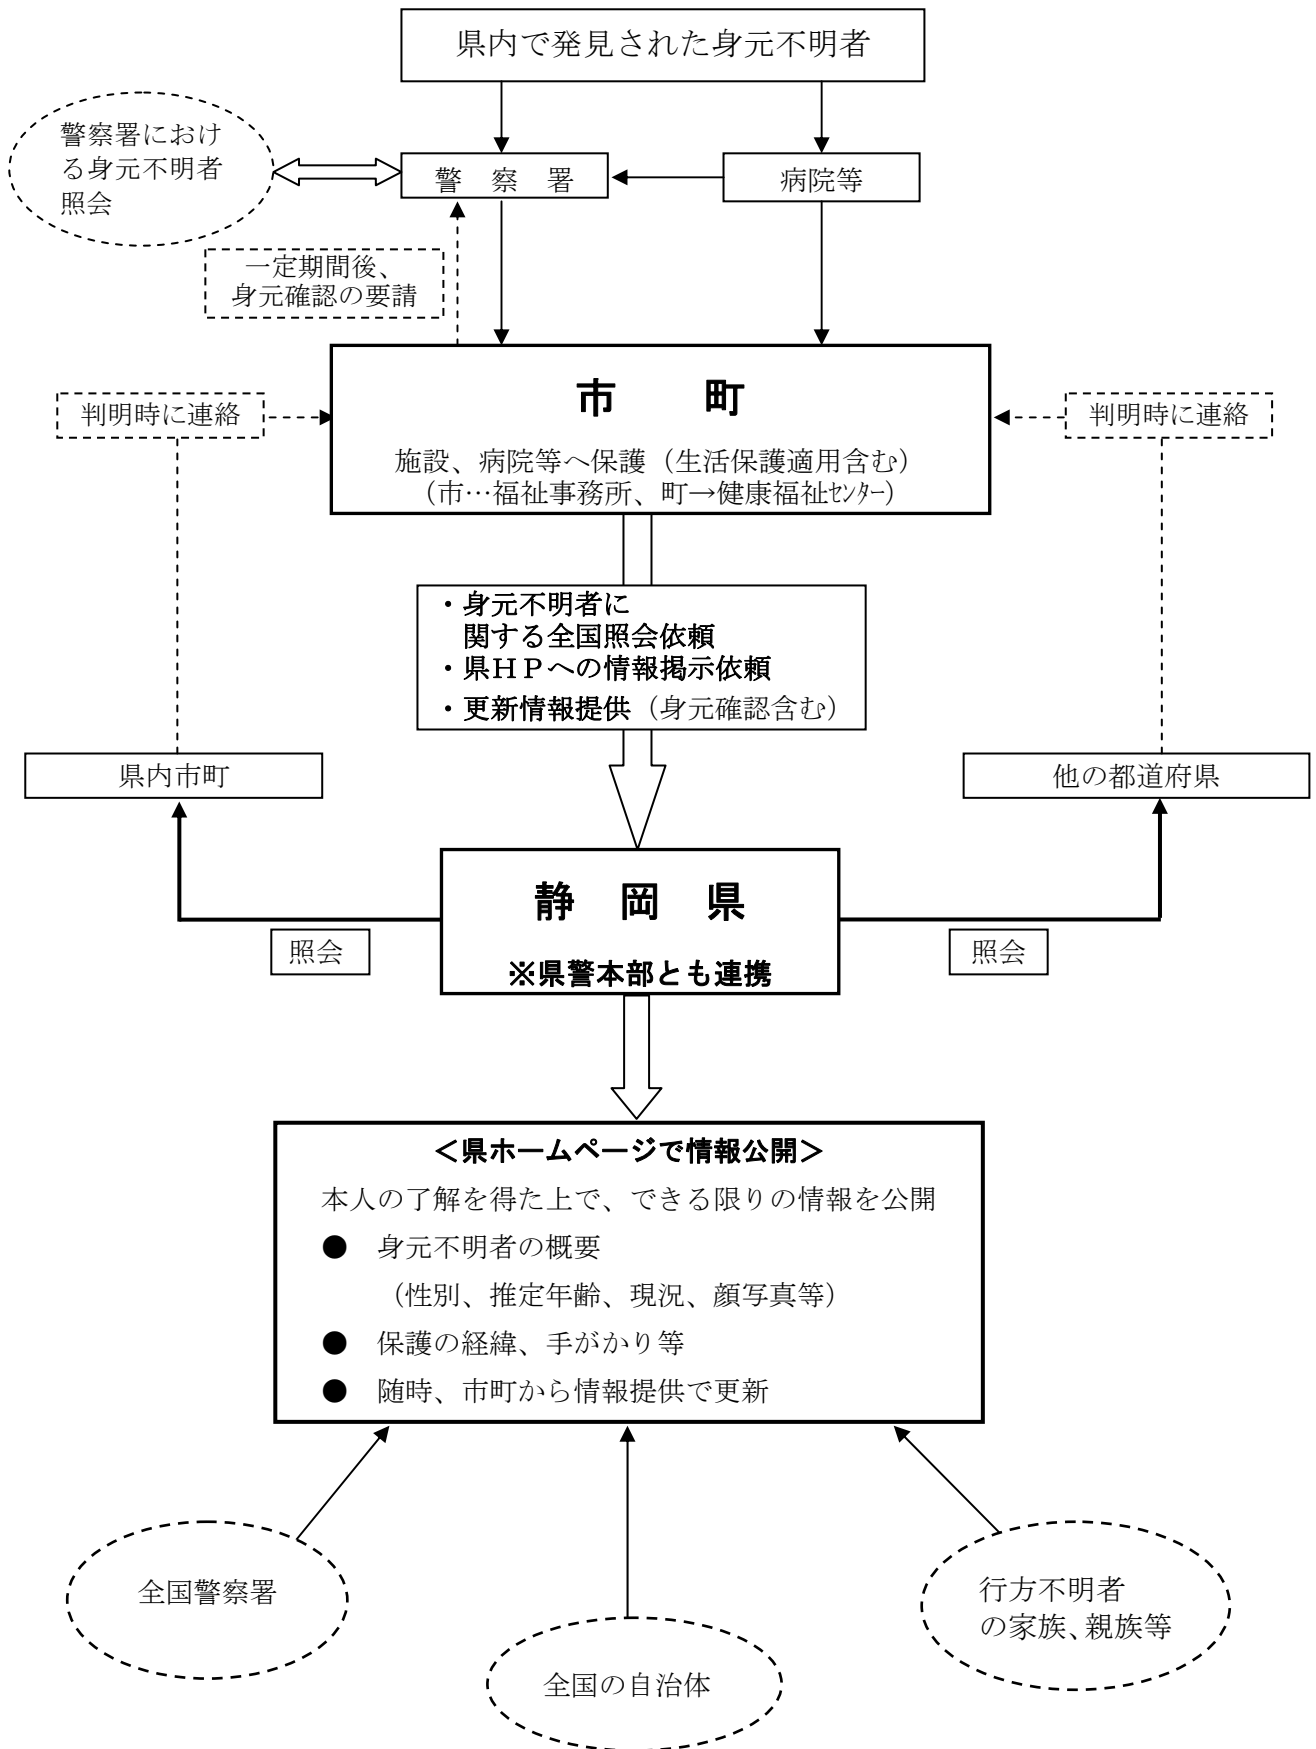 県内で発見された身元不明者
警察署におけ
る身元不明者
照会
警　察　署
病院等
一定期間後、
身元確認の要請
市　　町
施設、病院等へ保護（生活保護適用含む）
（市…福祉事務所、町→健康福祉ｾﾝﾀｰ）
判明時に連絡
判明時に連絡
・身元不明者に
関する全国照会依頼
・県ＨＰへの情報掲示依頼
・更新情報提供（身元確認含む）
県内市町
他の都道府県
静　岡　県
※県警本部とも連携
照会
照会
＜県ホームページで情報公開＞
本人の了解を得た上で、できる限りの情報を公開
●　身元不明者の概要
（性別、推定年齢、現況、顔写真等）
●　保護の経緯、手がかり等
●　随時、市町から情報提供で更新
全国警察署
全国の自治体
行方不明者
の家族、親族等